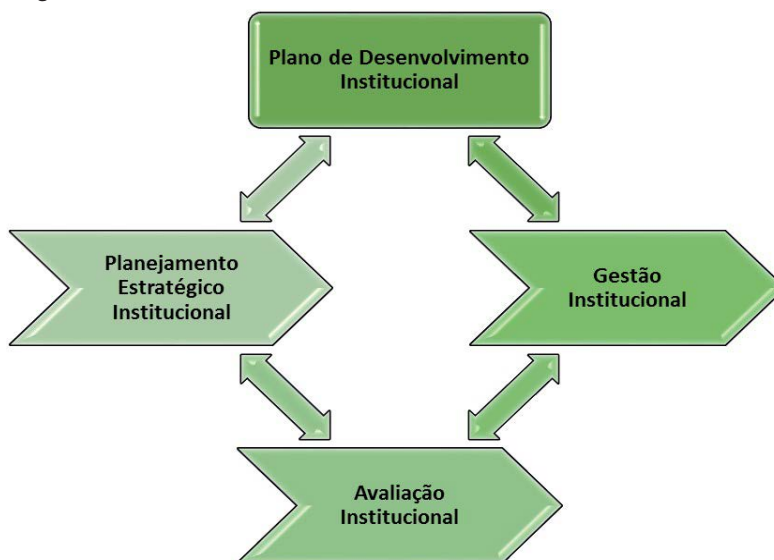 Plano de Desenvolvimento
Institucional
Planejamento
Estratégico
Institucional
Gestão
Institucional
Avaliação
Institucional